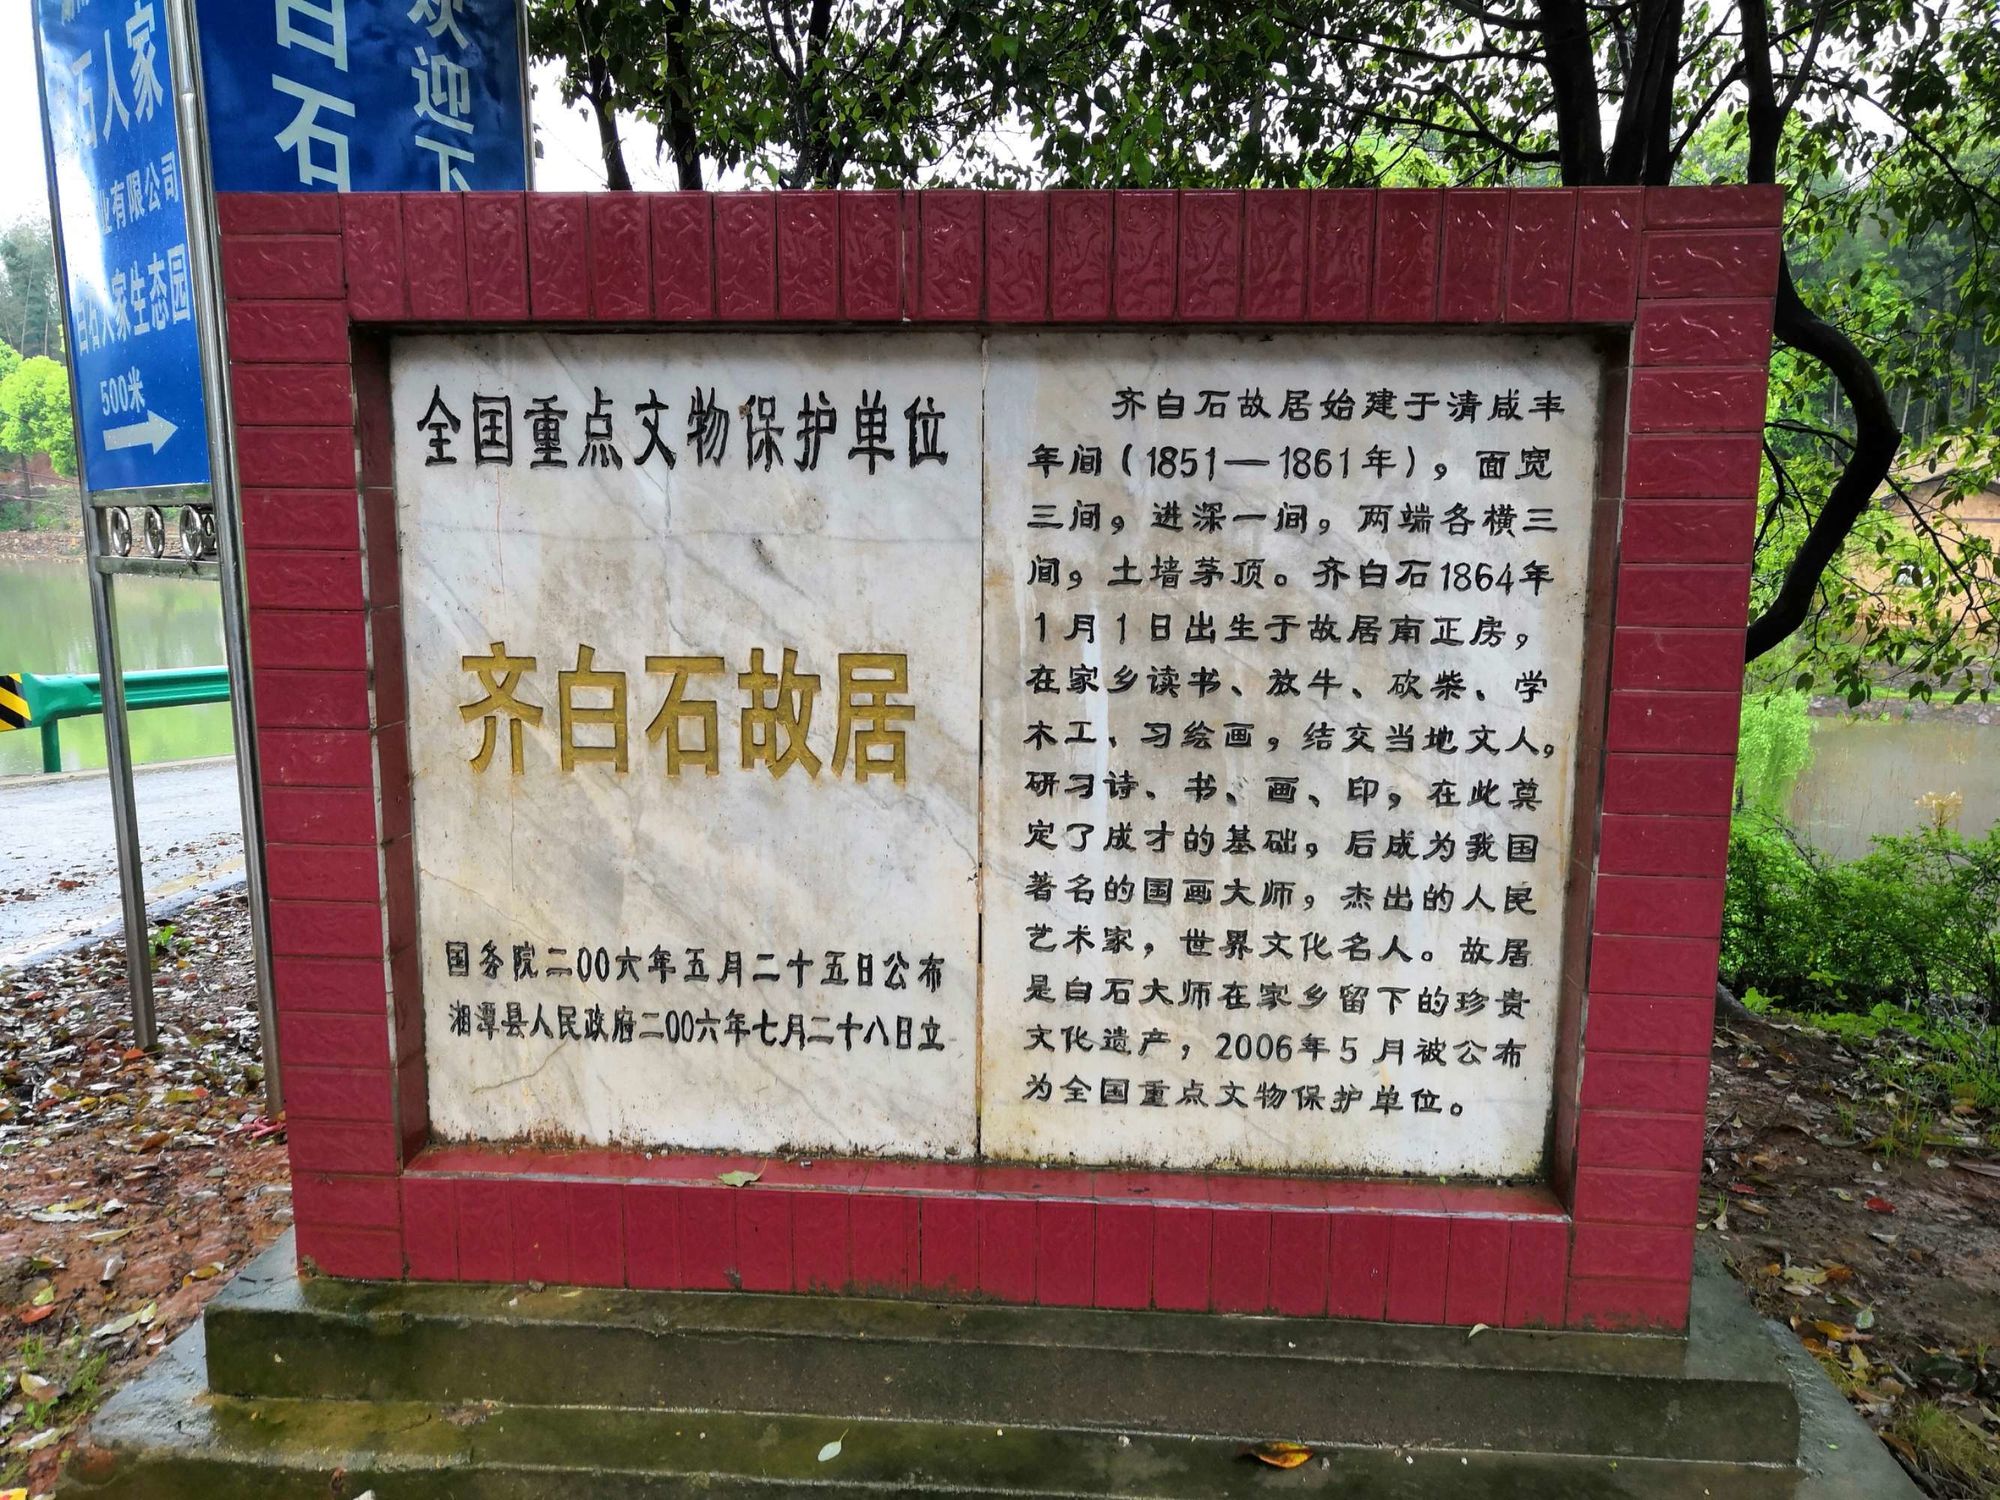 石人家
业有限公司
白石人家生态园
500米
白石
欢迎下
全国重点文物保护单位
齐白石故居
国务院二〇〇六年五月二十五日公布
湘潭县人民政府二〇〇六年七月二十八日立
齐白石故居始建于清咸丰
年间(1851—1861年)，面宽
三间，进深一间，两端各横三
间，土墙茅顶。齐白石1864年
1月1日出生于故居南正房，
在家乡读书、放牛、砍柴、学
木工、习绘画，结交当地文人，
研习诗、书、画、印，在此奠
定了成才的基础，后成为我国
著名的国画大师，杰出的人民
艺术家，世界文化名人。故居
是白石大师在家乡留下的珍贵
文化遗产，2006年5月被公布
为全国重点文物保护单位。